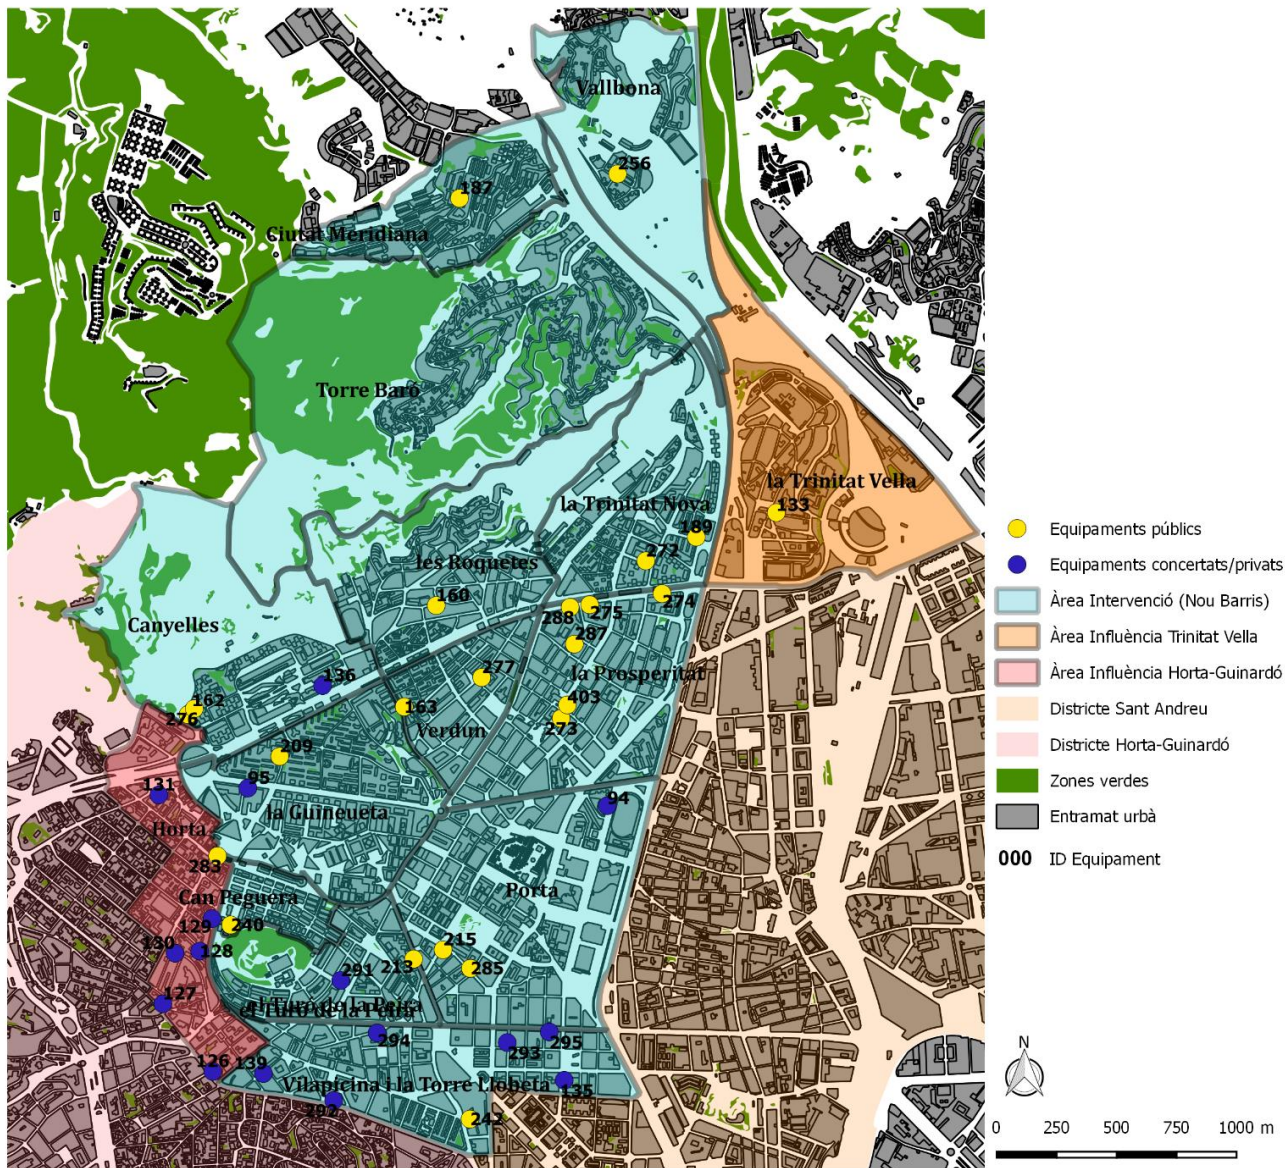 Vallbona
256
187
Ciutat Meridiana
Torre Baró
la Trinitat Nova
la Trinitat Vella
133
189
272
les Roquetes
160
274
275
288
287
Canyelles
la Prosperitat
277
136
162
276
163
403
273
Verdun
209
95
131
94
la Guineueta
Horta
283
Can Peguera
Porta
129
240
130
128
215
213
285
291
127
el Turó de la Peira
294
293
295
126
139
Vilapicina i la Torre Llobeta
135
292
242
Equipaments públics
Equipaments concertats/privats
Àrea Intervenció (Nou Barris)
Àrea Influència Trinitat Vella
Àrea Influència Horta-Guinardó
Districte Sant Andreu
Districte Horta-Guinardó
Zones verdes
Entramat urbà
000 ID Equipament
N
0 250 500 750 1000 m